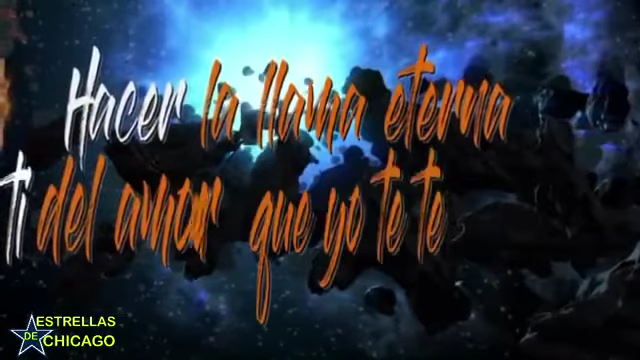 Hacer la llama eterna
ti del amor que yo te te
ESTRELLAS
DE CHICAGO